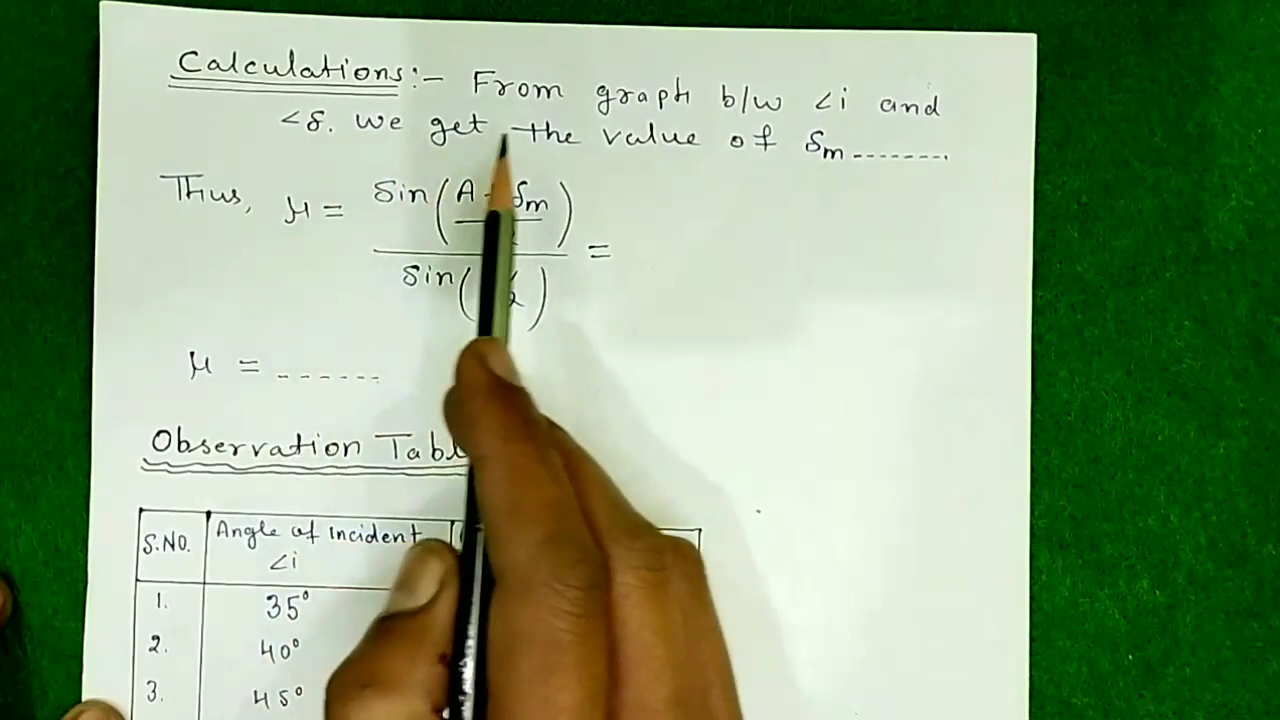 Calculations:- From graph b/w ∠i and
∠δ. we get the value of δm -------.
Thus, μ = Sin(A δm) / Sin( ) =
μ = ------
Observation
S.NO. Angle of incident
∠i
1. 35°
2. 40°
3. 45°